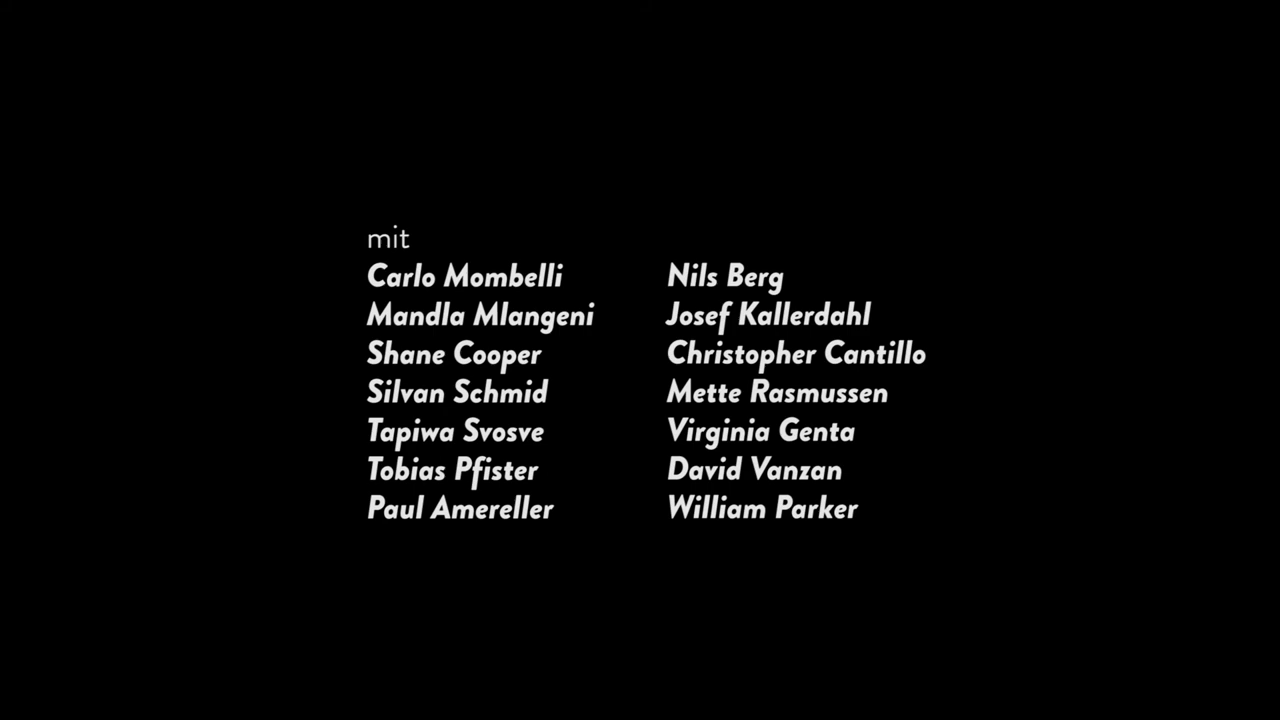 mit
Carlo Mombelli
Mandla Mlangeni
Shane Cooper
Silvan Schmid
Tapiwa Svosve
Tobias Pfister
Paul Amereller
Nils Berg
Josef Kallerdahl
Christopher Cantillo
Mette Rasmussen
Virginia Genta
David Vanzan
William Parker